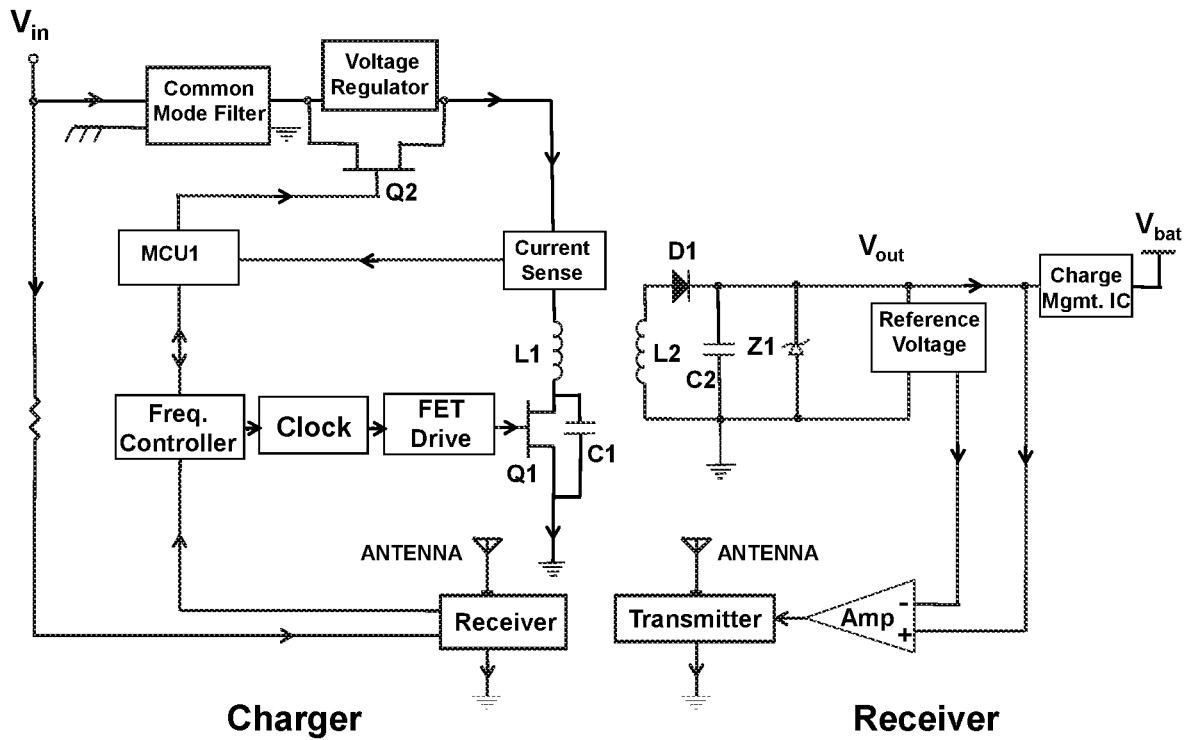 Vin
Common
Mode Filter
Voltage
Regulator
Q2
MCU1
Current
Sense
L1
Freq.
Controller
Clock
FET
Drive
Q1
C1
ANTENNA
Receiver
Charger
D1
L2
C2
Z1
Vout
Reference
Voltage
Charge
Mgmt. IC
Vbat
ANTENNA
Transmitter
Amp
-
+
Receiver